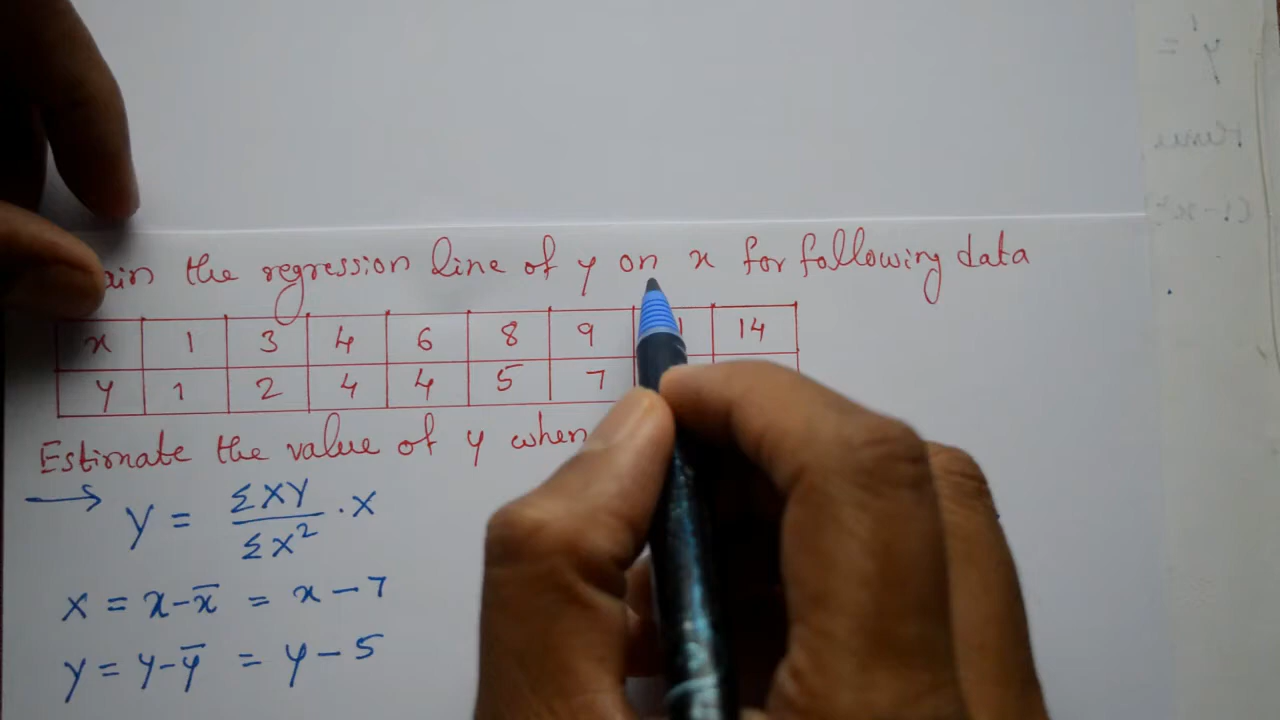 the regression line of y on x for following data
x 1 3 4 6 8 9 14
y 1 2 4 4 5 7
Estimate the value of y when
→ Y = ΣXY / ΣX² . X
X = x - x̄ = x - 7
Y = y - ȳ = y - 5